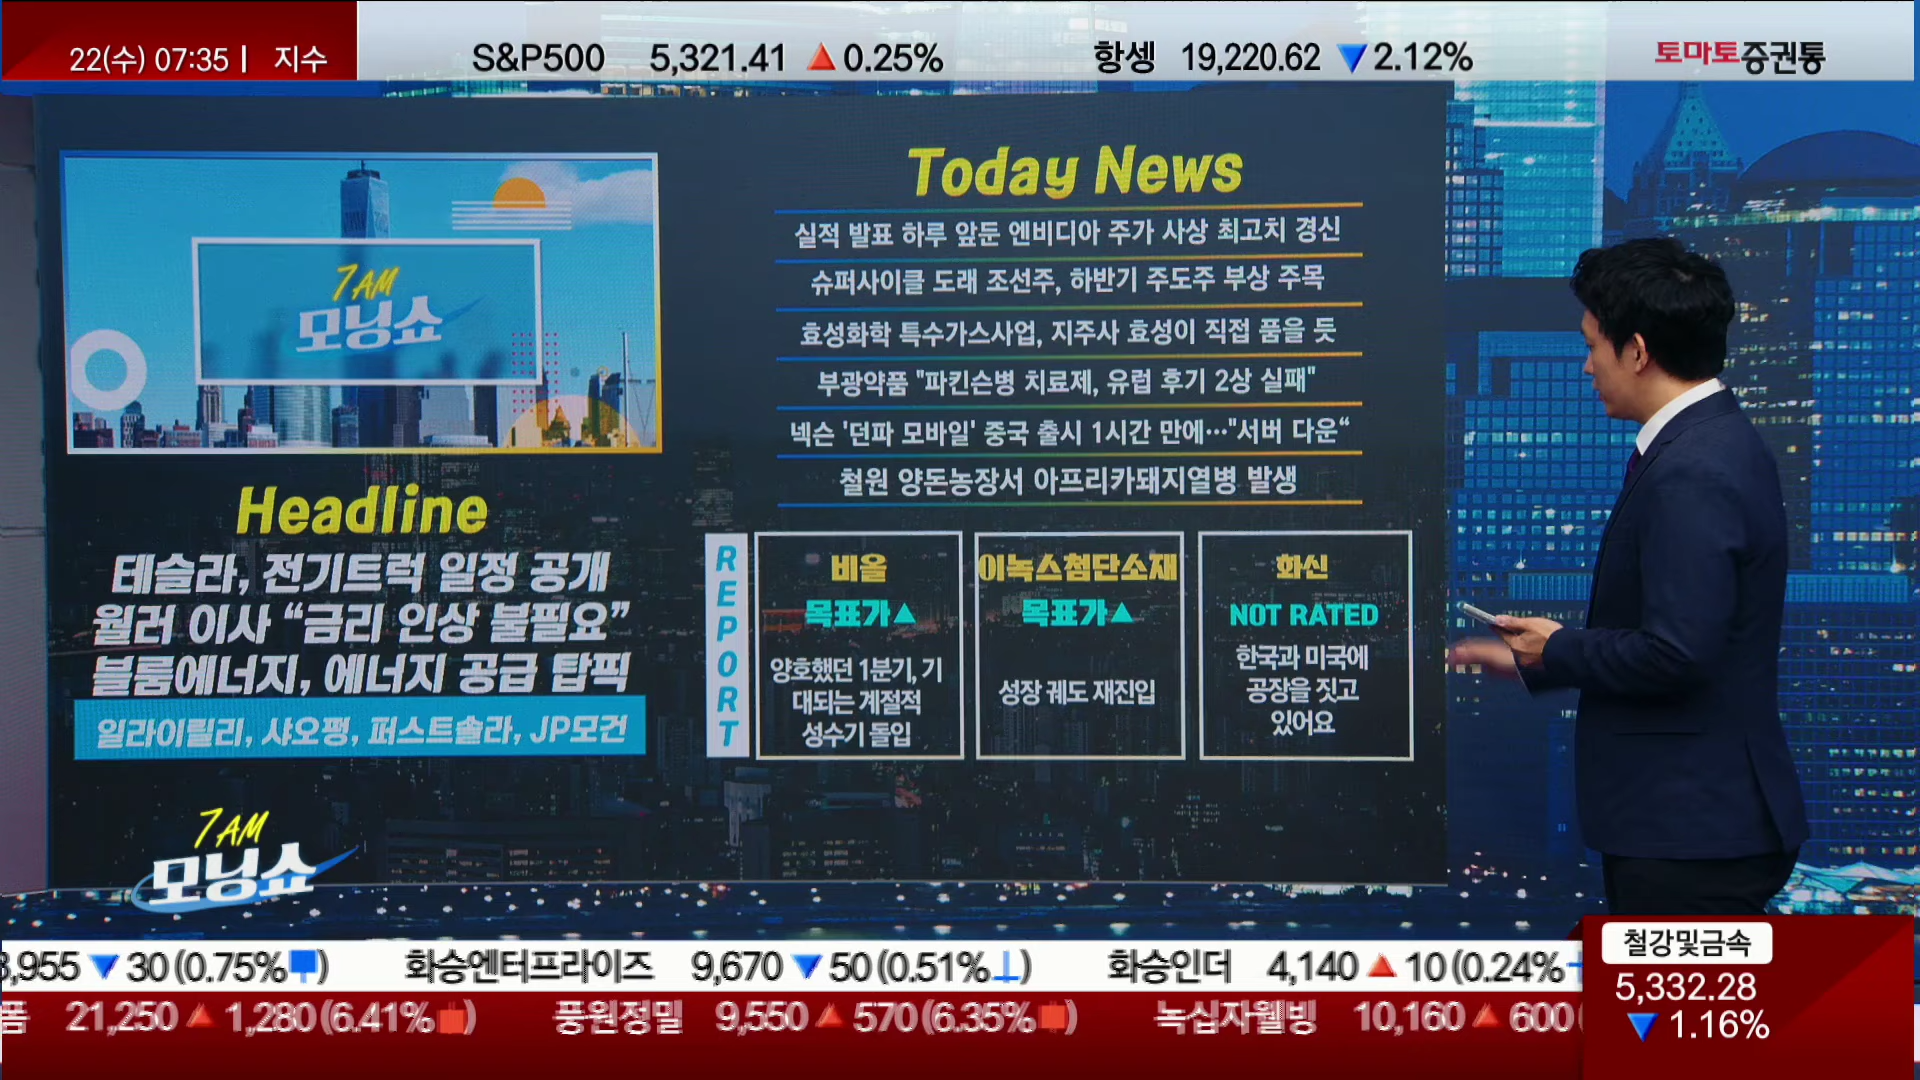 22(수) 07:35 | 지수
S&P500 5,321.41 ▲ 0.25%
항셍 19,220.62 ▼ 2.12%
토마토증권통
7 AM
모닝쇼
Headline
테슬라, 전기트럭 일정 공개
월러 이사 “금리 인상 불필요”
블룸에너지, 에너지 공급 탑픽
일라이릴리, 샤오펑, 퍼스트솔라, JP모건
Today News
실적 발표 하루 앞둔 엔비디아 주가 사상 최고치 경신
슈퍼사이클 도래 조선주, 하반기 주도주 부상 주목
효성화학 특수가스사업, 지주사 효성이 직접 품을 듯
부광약품 "파킨슨병 치료제, 유럽 후기 2상 실패"
넥슨 '던파 모바일' 중국 출시 1시간 만에…"서버 다운“
철원 양돈농장서 아프리카돼지열병 발생
REPORT
비올
목표가▲
양호했던 1분기, 기
대되는 계절적
성수기 돌입
이녹스첨단소재
목표가▲
성장 궤도 재진입
화신
NOT RATED
한국과 미국에
공장을 짓고
있어요
7 AM
모닝쇼
,955 ▼ 30 (0.75% ) 화승엔터프라이즈 9,670 ▼ 50 (0.51% ) 화승인더 4,140 ▲ 10 (0.24%
품 21,250 ▲ 1,280 (6.41% ) 풍원정밀 9,550 ▲ 570 (6.35% ) 녹십자웰빙 10,160 ▲ 600
철강및금속
5,332.28
▼ 1.16%